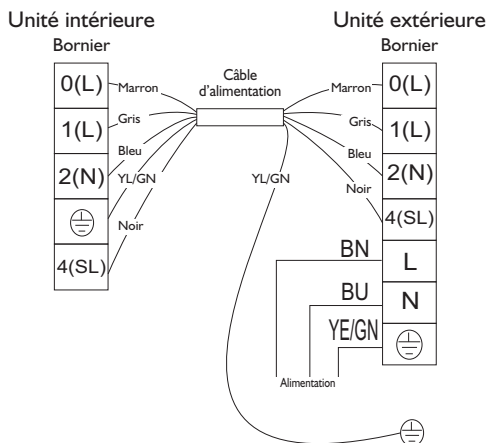 Unité intérieure
Bornier
0(L)
1(L)
2(N)
4(SL)
Marron
Gris
Bleu
YL/GN
Noir
Câble
d'alimentation
YL/GN
Unité extérieure
Bornier
Marron
Gris
Bleu
Noir
0(L)
1(L)
2(N)
4(SL)
L
N
BN
BU
YE/GN
Alimentation